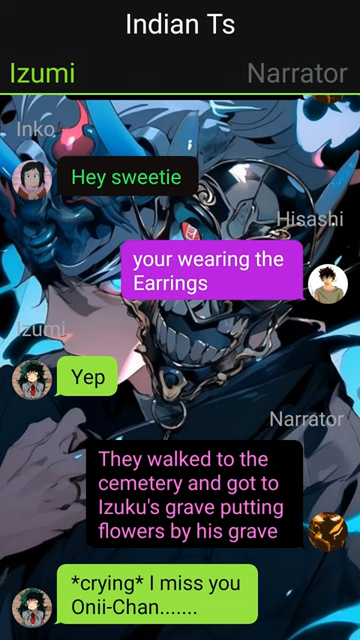 Indian Ts
Izumi
Narrator
Inko
Hey sweetie
Hisashi
your wearing the
Earrings
Izumi
Yep
Narrator
They walked to the
cemetery and got to
Izuku's grave putting
flowers by his grave
*crying* I miss you
Onii-Chan.......